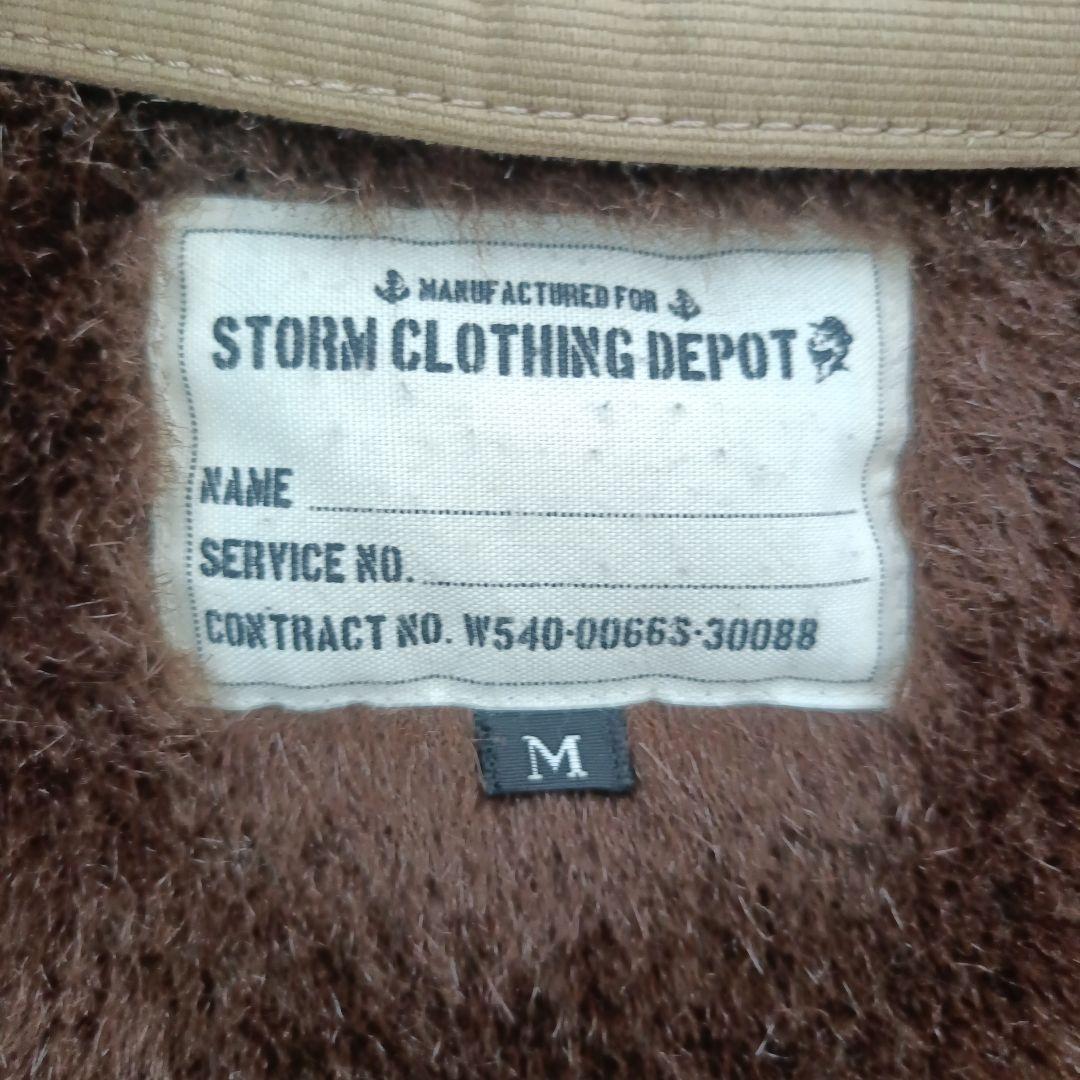 MANUFACTURED FOR
STORM CLOTHING DEPOT
NAME
SERVICE NO.
CONTRACT NO. W540-0066S-30088
M